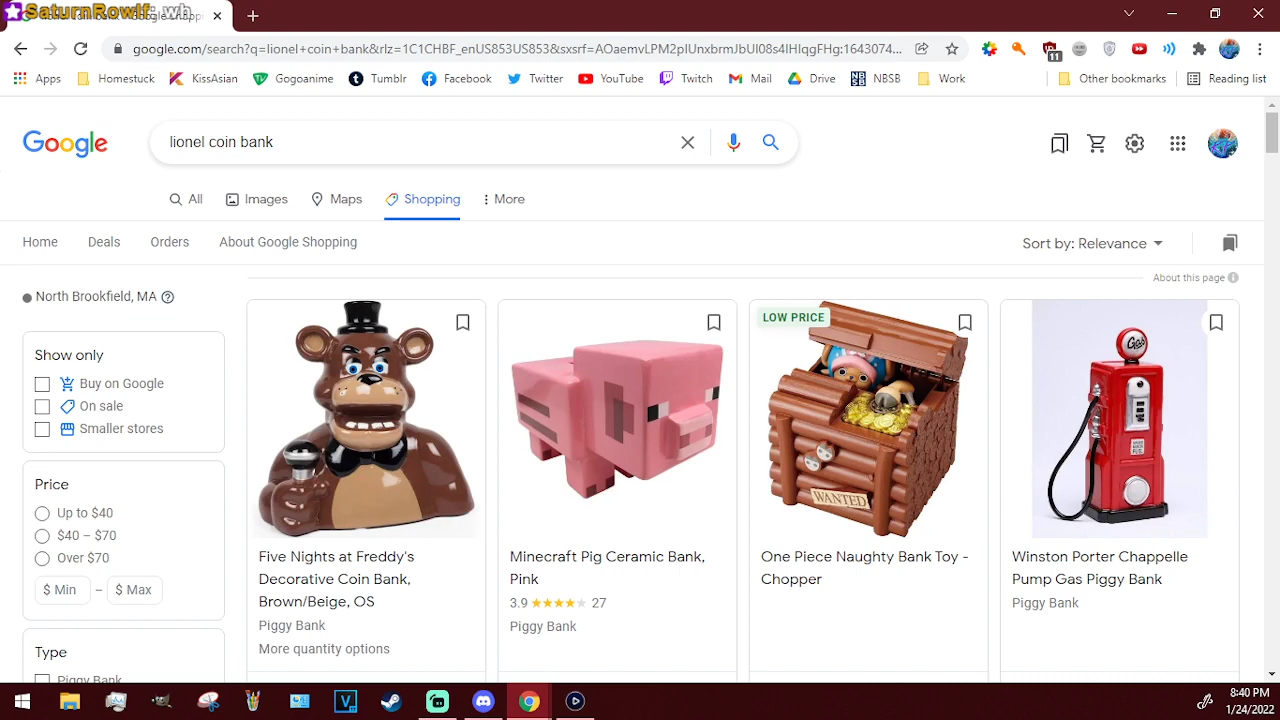 SaturnRowlf: wh
google.com/search?q=lionel+coin+bank&rlz=1C1CHBF_enUS853US853&sxsrf=AOaemvLPM2pIUnxbrmJbUl08s4lHIqgFHg:1643074...
11
Apps Homestuck KissAsian Gogoanime Tumblr Facebook Twitter YouTube Twitch Mail Drive NBSB Work Other bookmarks Reading list
Google lionel coin bank
All Images Maps Shopping More
Home Deals Orders About Google Shopping Sort by: Relevance
About this page
North Brookfield, MA
Show only
Buy on Google
On sale
Smaller stores
Price
Up to $40
$40 – $70
Over $70
$ Min – $ Max
Type
Piggy Bank
Five Nights at Freddy's
Decorative Coin Bank,
Brown/Beige, OS
Piggy Bank
More quantity options
Minecraft Pig Ceramic Bank,
Pink
3.9 27
Piggy Bank
LOW PRICE
WANTED
One Piece Naughty Bank Toy -
Chopper
Gas
Winston Porter Chappelle
Pump Gas Piggy Bank
Piggy Bank
8:40 PM
1/24/2022